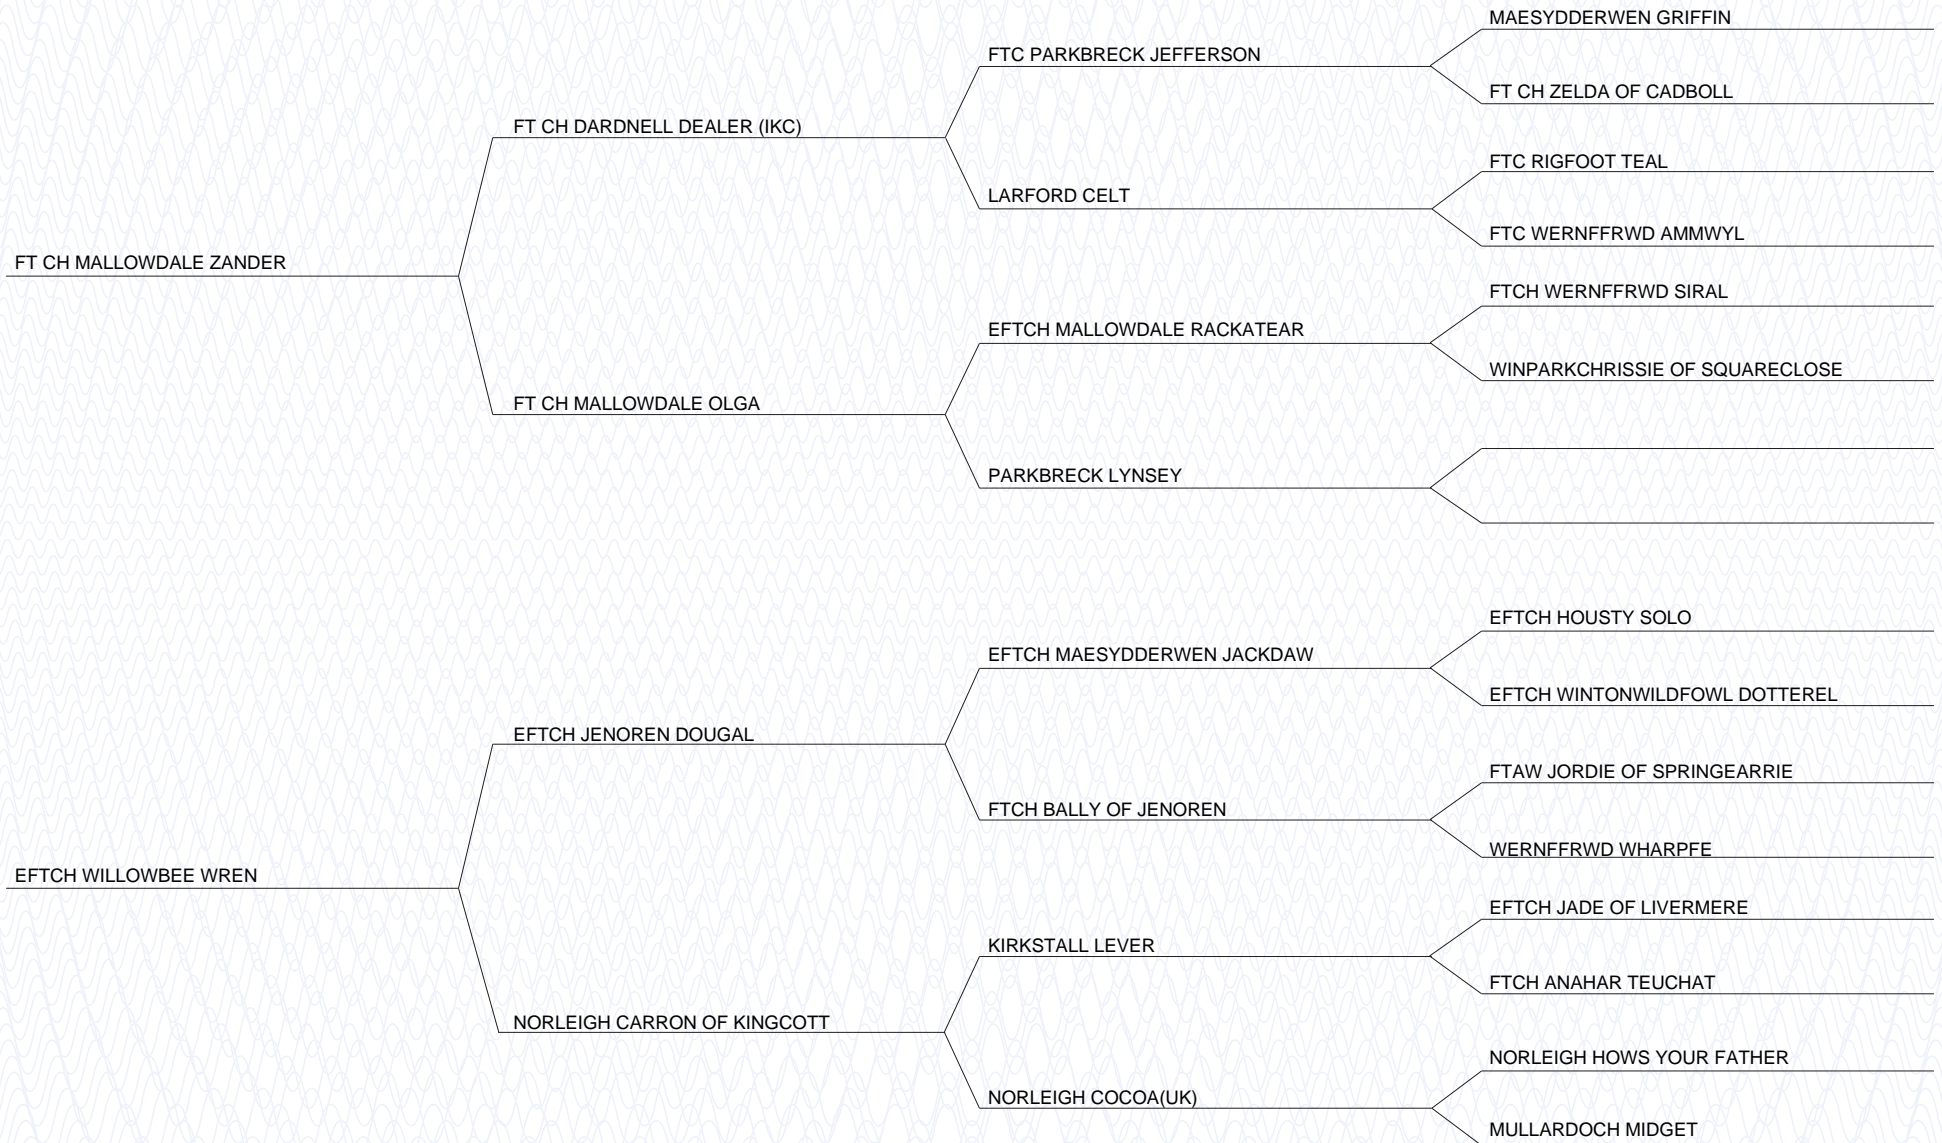 MAESYDDERWEN GRIFFIN
FTC PARKBRECK JEFFERSON
FT CH ZELDA OF CADBOLL
FT CH DARDNELL DEALER (IKC)
FTC RIGFOOT TEAL
LARFORD CELT
FTC WERNFFRWD AMMWYL
FT CH MALLOWDALE ZANDER
FTCH WERNFFRWD SIRAL
EFTCH MALLOWDALE RACKATEAR
WINPARKCHRISSIE OF SQUARECLOSE
FT CH MALLOWDALE OLGA
PARKBRECK LYNSEY
EFTCH HOUSTY SOLO
EFTCH MAESYDDERWEN JACKDAW
EFTCH WINTONWILDFOWL DOTTEREL
EFTCH JENOREN DOUGAL
FTAW JORDIE OF SPRINGEARRIE
FTCH BALLY OF JENOREN
WERNFFRWD WHARPFE
EFTCH WILLOWBEE WREN
EFTCH JADE OF LIVERMERE
KIRKSTALL LEVER
FTCH ANAHAR TEUCHAT
NORLEIGH CARRON OF KINGCOTT
NORLEIGH HOWS YOUR FATHER
NORLEIGH COCOA(UK)
MULLARDOCH MIDGET